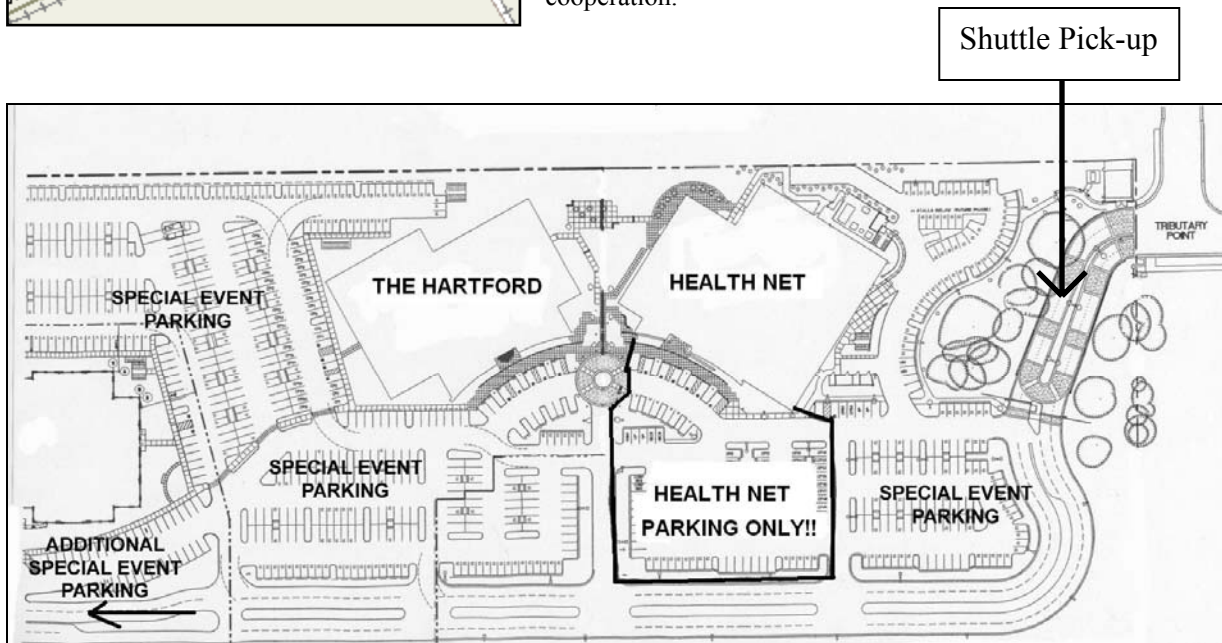 cooperation.
Shuttle Pick-up
TRIBUTARY
POINT
THE HARTFORD
HEALTH NET
SPECIAL EVENT
PARKING
SPECIAL EVENT
PARKING
HEALTH NET
PARKING ONLY!!
SPECIAL EVENT
PARKING
ADDITIONAL
SPECIAL EVENT
PARKING